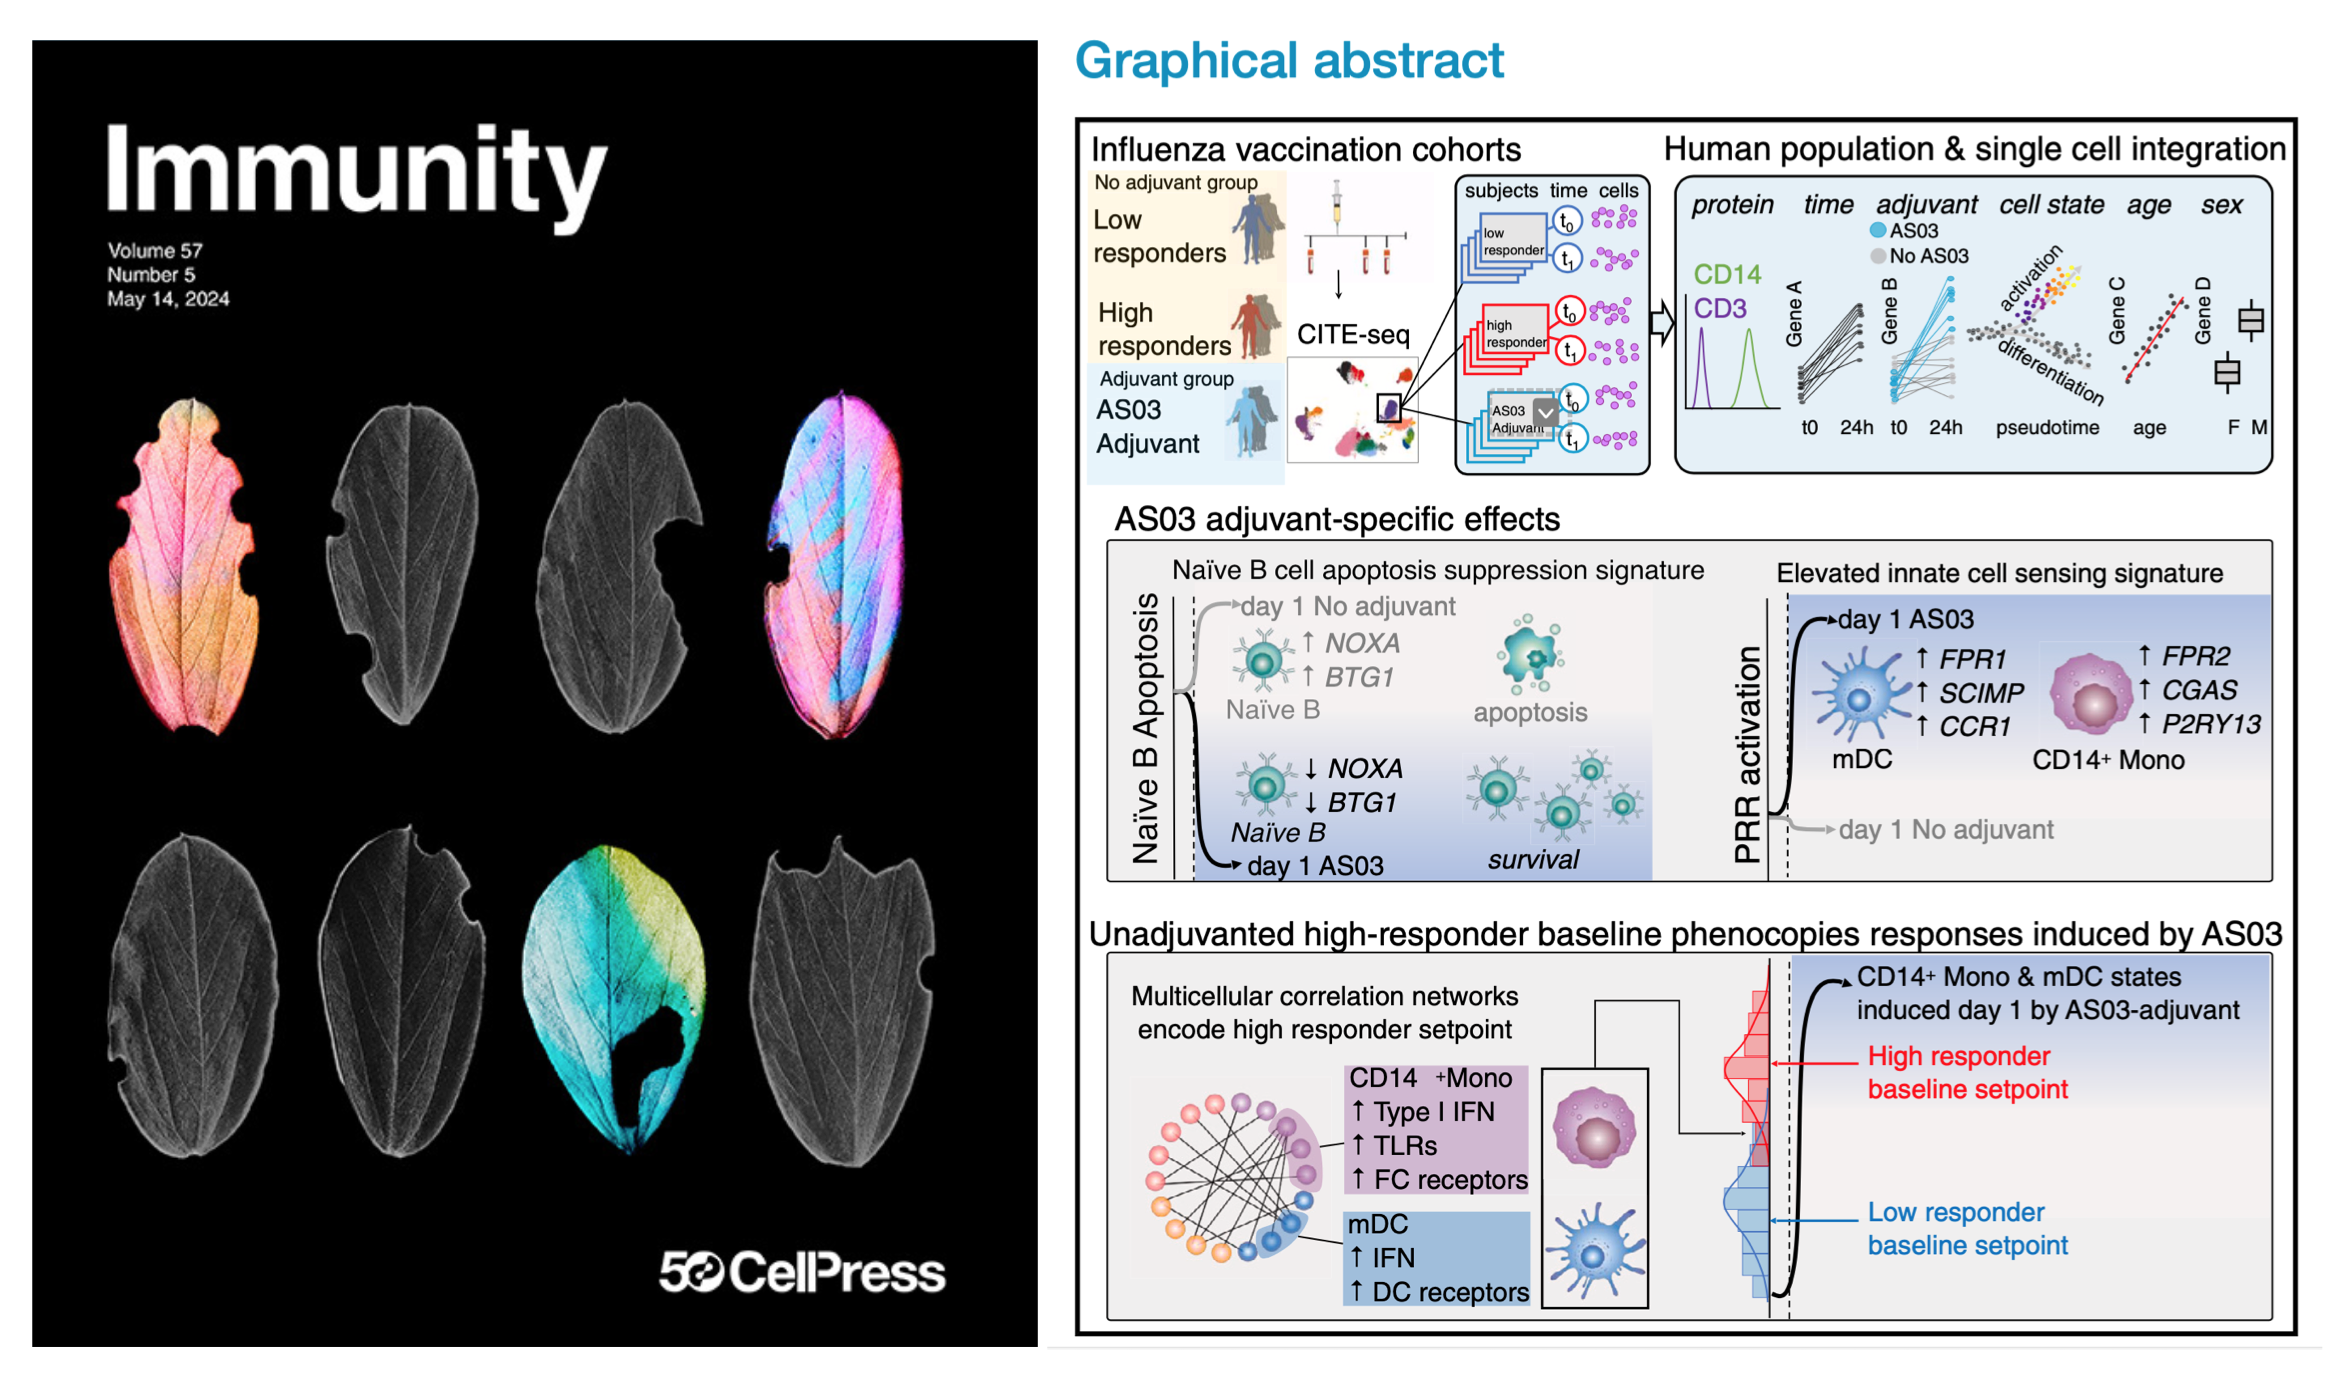 Immunity
Volume 57
Number 5
May 14, 2024
50 CellPress
Graphical abstract
Influenza vaccination cohorts
No adjuvant group
Low
responders
High
responders
Adjuvant group
AS03
Adjuvant
CITE-seq
subjects time cells
low
responder
t0
t1
high
responder
t0
t1
AS03
Adjuvant
t0
t1
Human population & single cell integration
protein time adjuvant cell state age sex
AS03
No AS03
CD14
CD3
Gene A
t0 24h
Gene B
t0 24h
activation
differentiation
pseudotime
Gene C
age
Gene D
F M
AS03 adjuvant-specific effects
Naïve B cell apoptosis suppression signature
Naïve B Apoptosis
day 1 No adjuvant
↑ NOXA
↑ BTG1
Naïve B
apoptosis
↓ NOXA
↓ BTG1
Naïve B
day 1 AS03
survival
Elevated innate cell sensing signature
PRR activation
day 1 AS03
↑ FPR1
↑ SCIMP
↑ CCR1
mDC
↑ FPR2
↑ CGAS
↑ P2RY13
CD14+ Mono
day 1 No adjuvant
Unadjuvanted high-responder baseline phenocopies responses induced by AS03
Multicellular correlation networks
encode high responder setpoint
CD14 +Mono
↑ Type I IFN
↑ TLRs
↑ FC receptors
mDC
↑ IFN
↑ DC receptors
CD14+ Mono & mDC states
induced day 1 by AS03-adjuvant
High responder
baseline setpoint
Low responder
baseline setpoint